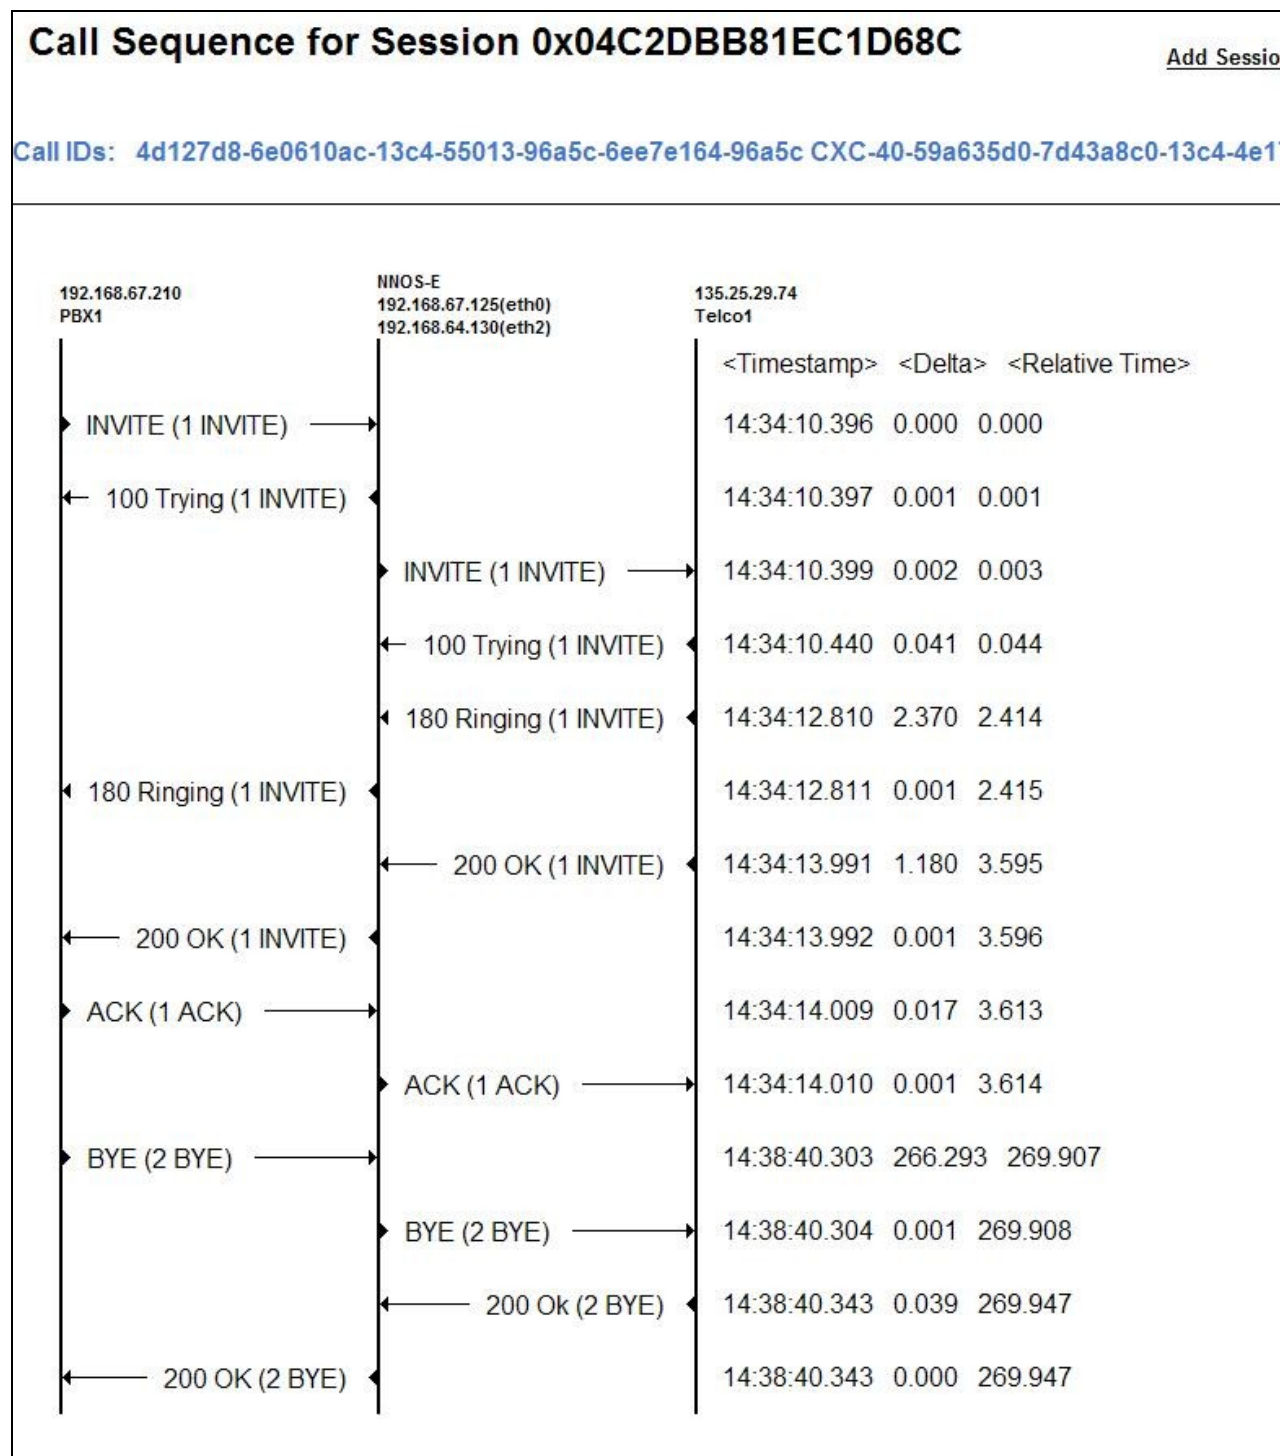 Call Sequence for Session 0x04C2DBB81EC1D68C
Add Sessio
Call IDs: 4d127d8-6e0610ac-13c4-55013-96a5c-6ee7e164-96a5c CXC-40-59a635d0-7d43a8c0-13c4-4e17
192.168.67.210
PBX1
NNOS-E
192.168.67.125(eth0)
192.168.64.130(eth2)
135.25.29.74
Telco1
<Timestamp> <Delta> <Relative Time>
INVITE (1 INVITE) 14:34:10.396 0.000 0.000
100 Trying (1 INVITE) 14:34:10.397 0.001 0.001
INVITE (1 INVITE) 14:34:10.399 0.002 0.003
100 Trying (1 INVITE) 14:34:10.440 0.041 0.044
180 Ringing (1 INVITE) 14:34:12.810 2.370 2.414
180 Ringing (1 INVITE) 14:34:12.811 0.001 2.415
200 OK (1 INVITE) 14:34:13.991 1.180 3.595
200 OK (1 INVITE) 14:34:13.992 0.001 3.596
ACK (1 ACK) 14:34:14.009 0.017 3.613
ACK (1 ACK) 14:34:14.010 0.001 3.614
BYE (2 BYE) 14:38:40.303 266.293 269.907
BYE (2 BYE) 14:38:40.304 0.001 269.908
200 Ok (2 BYE) 14:38:40.343 0.039 269.947
200 OK (2 BYE) 14:38:40.343 0.000 269.947